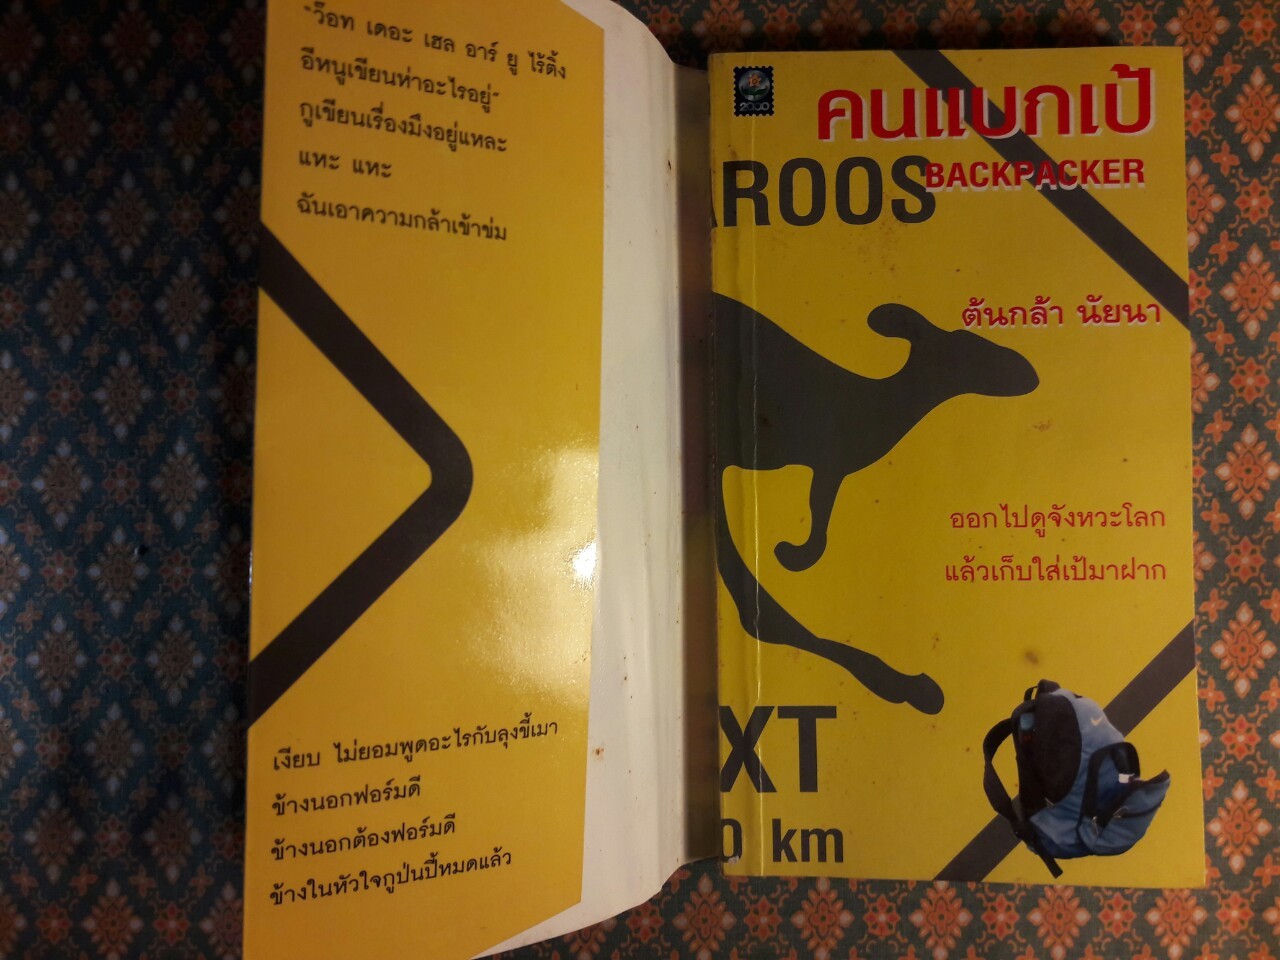 "ว็อท เดอะ เฮล อาร์ ยู ไร้ติ้ง
อีหนูเขียนห่าอะไรอยู่"
กูเขียนเรื่องมึงอยู่แหละ
แหะ แหะ
ฉันเอาความกล้าเข้าข่ม
เงียบ ไม่ยอมพูดอะไรกับลุงขี้เมา
ข้างนอกฟอร์มดี
ข้างนอกต้องฟอร์มดี
ข้างในหัวใจกูป่นปี้หมดแล้ว
2000
คนแบกเป้
BACKPACKER
AROOS
ต้นกล้า นัยนา
ออกไปดูจังหวะโลก
แล้วเก็บใส่เป้มาฝาก
XT
0 km